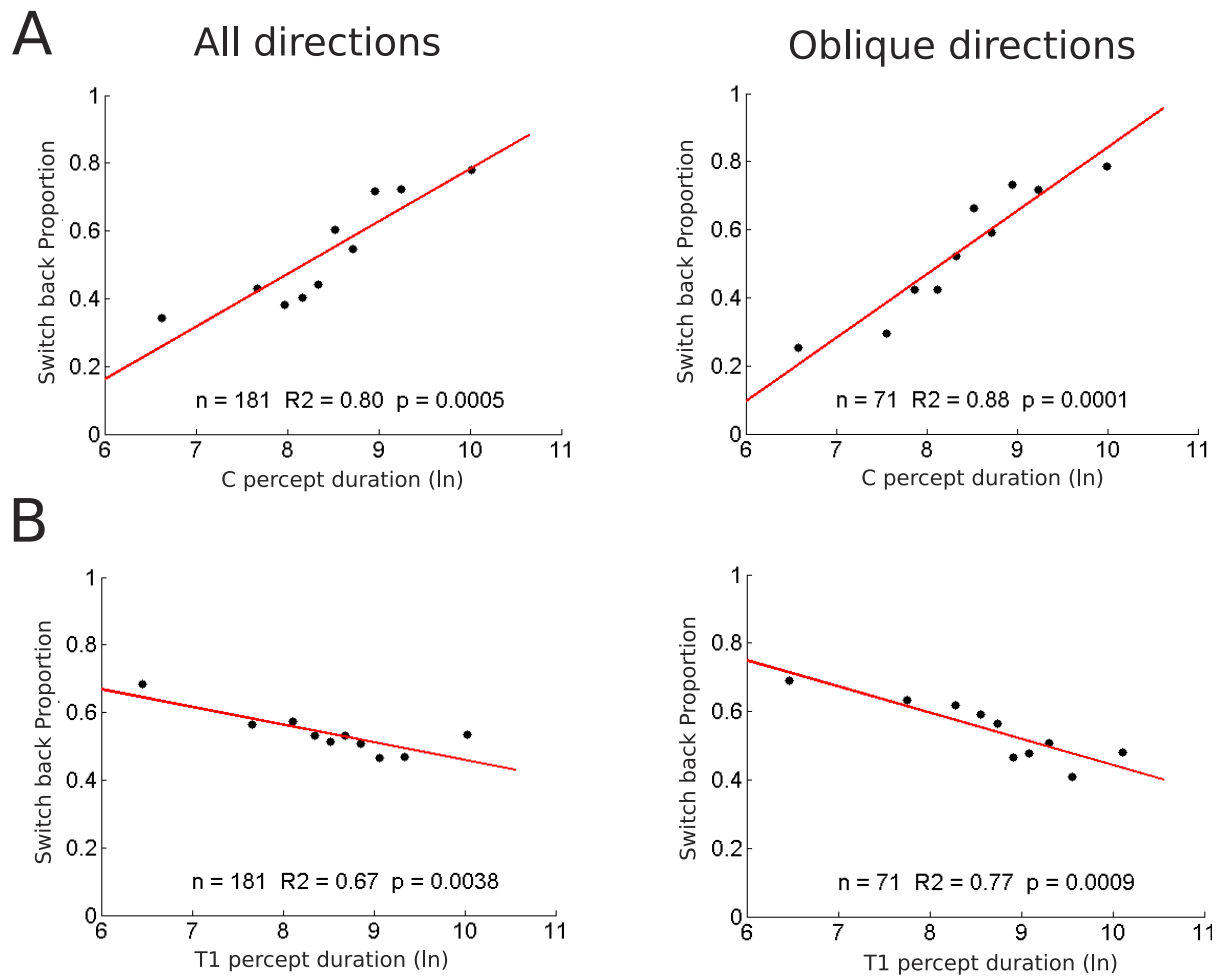 A
All directions
Oblique directions
Switch back Proportion
1
0.8
0.6
0.4
0.2
0
n = 181 R2 = 0.80 p = 0.0005
6 7 8 9 10 11
C percept duration (ln)
Switch back Proportion
1
0.8
0.6
0.4
0.2
0
n = 71 R2 = 0.88 p = 0.0001
6 7 8 9 10 11
C percept duration (ln)
B
Switch back Proportion
1
0.8
0.6
0.4
0.2
0
n = 181 R2 = 0.67 p = 0.0038
6 7 8 9 10 11
T1 percept duration (ln)
Switch back Proportion
1
0.8
0.6
0.4
0.2
0
n = 71 R2 = 0.77 p = 0.0009
6 7 8 9 10 11
T1 percept duration (ln)